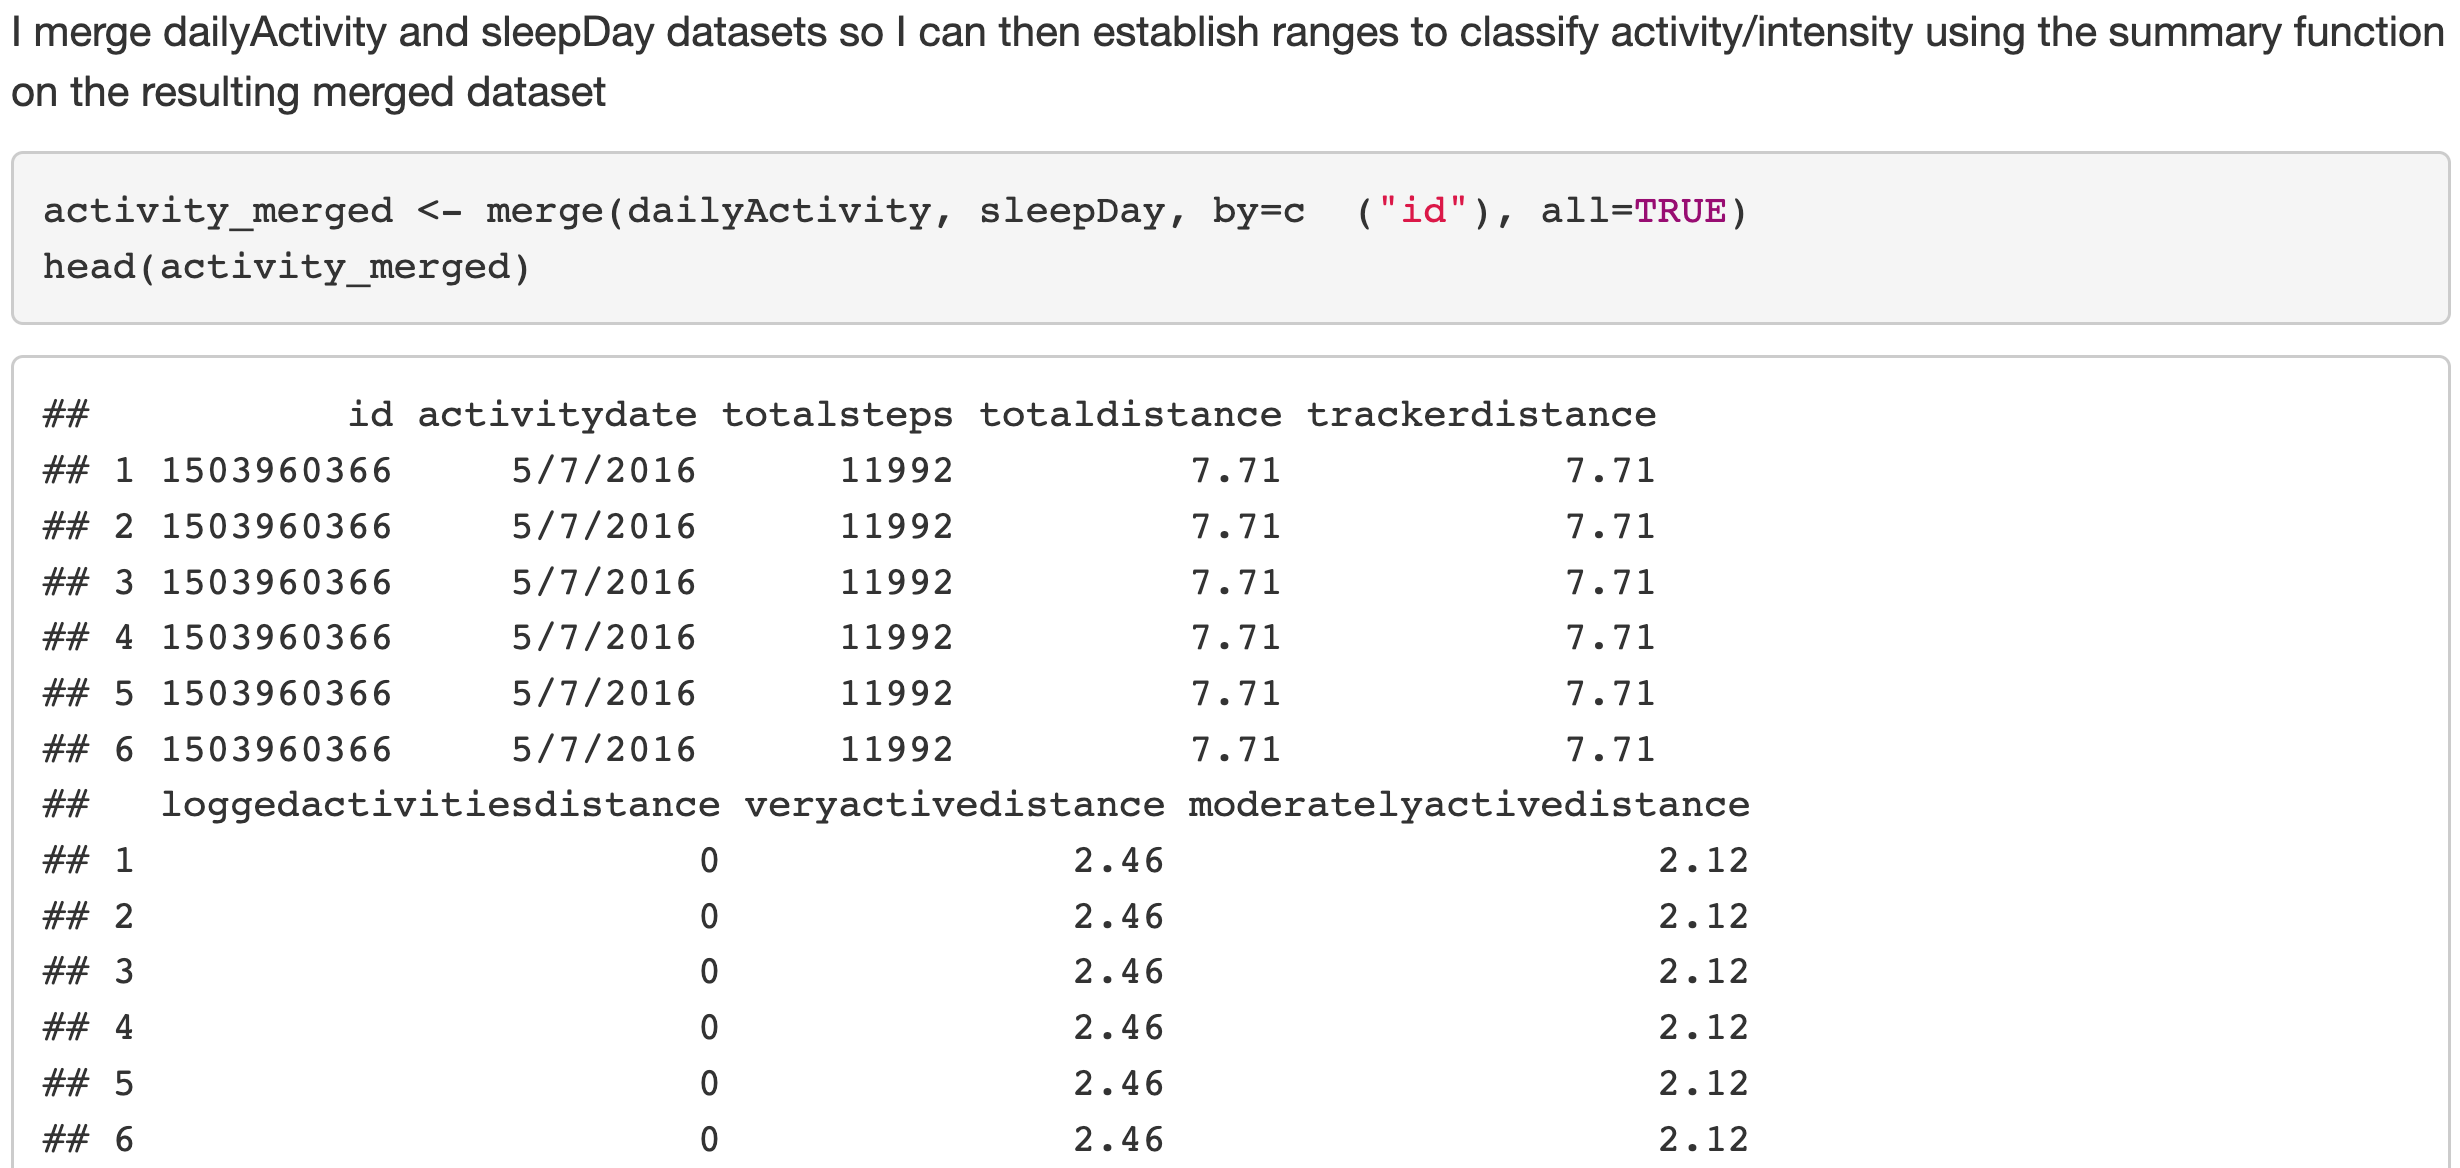 I merge dailyActivity and sleepDay datasets so I can then establish ranges to classify activity/intensity using the summary function
on the resulting merged dataset
activity_merged <- merge(dailyActivity, sleepDay, by=c  ("id"), all=TRUE)
head(activity_merged)
##           id activitydate totalsteps totaldistance trackerdistance
## 1 1503960366     5/7/2016      11992          7.71            7.71
## 2 1503960366     5/7/2016      11992          7.71            7.71
## 3 1503960366     5/7/2016      11992          7.71            7.71
## 4 1503960366     5/7/2016      11992          7.71            7.71
## 5 1503960366     5/7/2016      11992          7.71            7.71
## 6 1503960366     5/7/2016      11992          7.71            7.71
##   loggedactivitiesdistance veryactivedistance moderatelyactivedistance
## 1                        0               2.46                     2.12
## 2                        0               2.46                     2.12
## 3                        0               2.46                     2.12
## 4                        0               2.46                     2.12
## 5                        0               2.46                     2.12
## 6                        0               2.46                     2.12